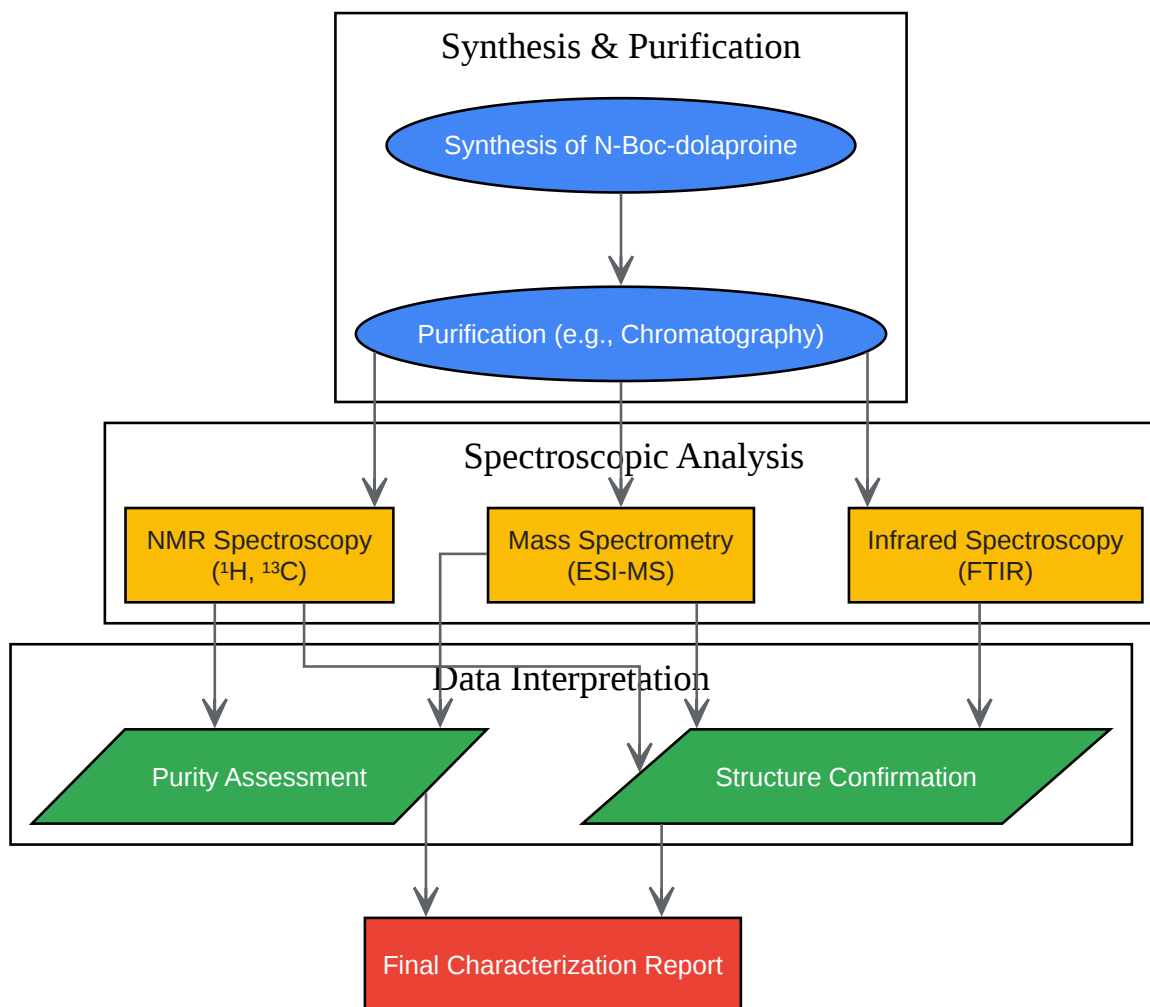 Synthesis & Purification
Synthesis of N-Boc-dolaproine
Purification (e.g., Chromatography)
Spectroscopic Analysis
NMR Spectroscopy
(¹H, ¹³C)
Mass Spectrometry
(ESI-MS)
Infrared Spectroscopy
(FTIR)
Data Interpretation
Purity Assessment
Structure Confirmation
Final Characterization Report